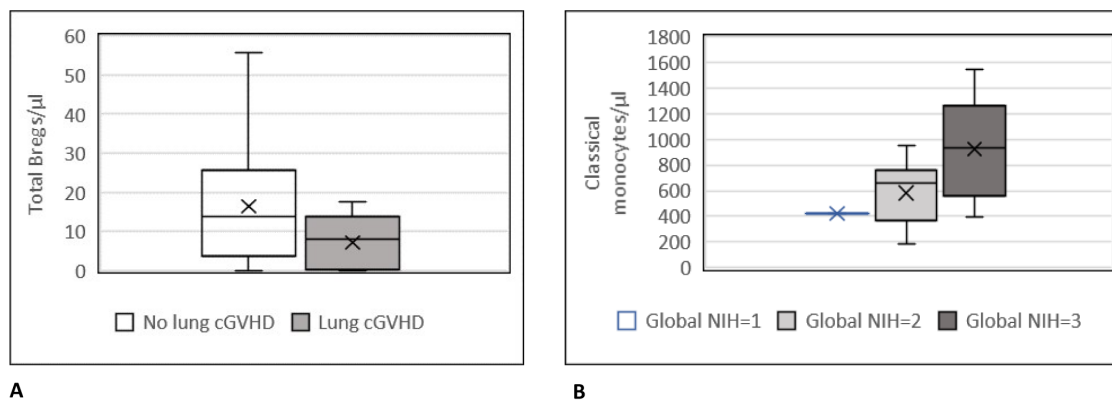 60
50
40
30
20
10
0
Total Bregs/µl
No lung cGVHD Lung cGVHD
A
1800
1600
1400
1200
1000
800
600
400
200
0
Classical
monocytes/µl
Global NIH=1 Global NIH=2 Global NIH=3
B